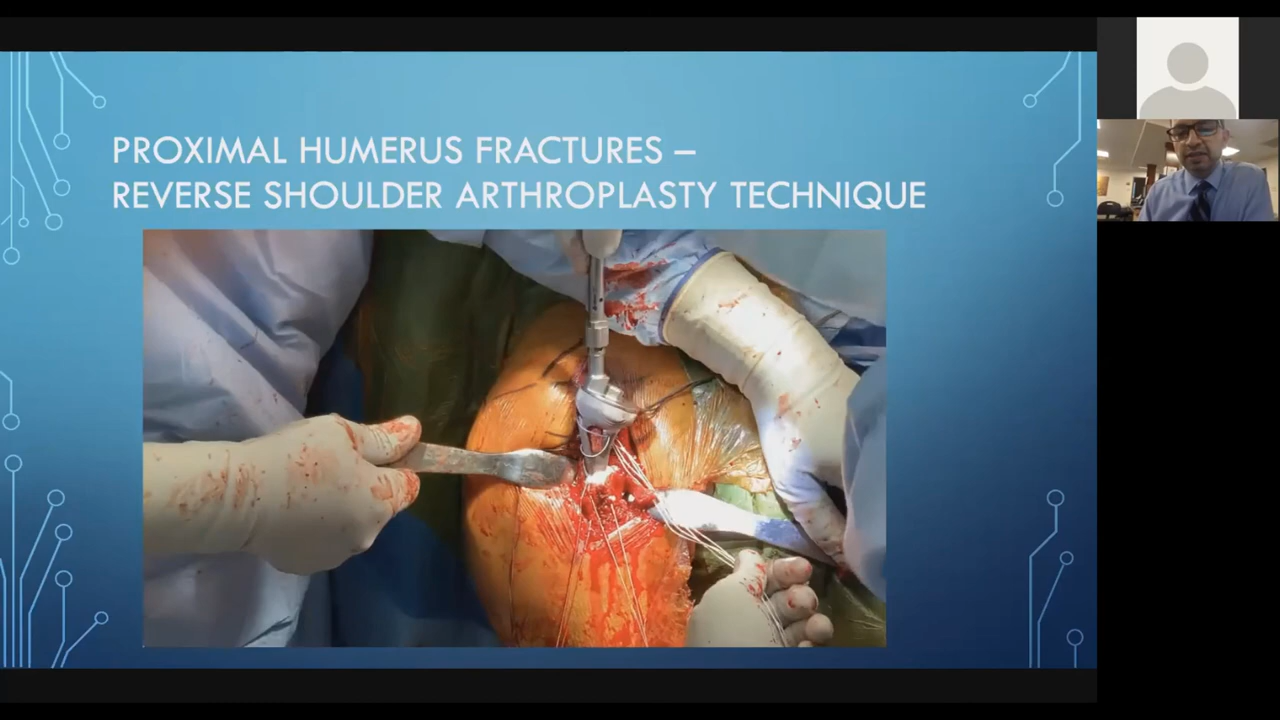 PROXIMAL HUMERUS FRACTURES –
REVERSE SHOULDER ARTHROPLASTY TECHNIQUE